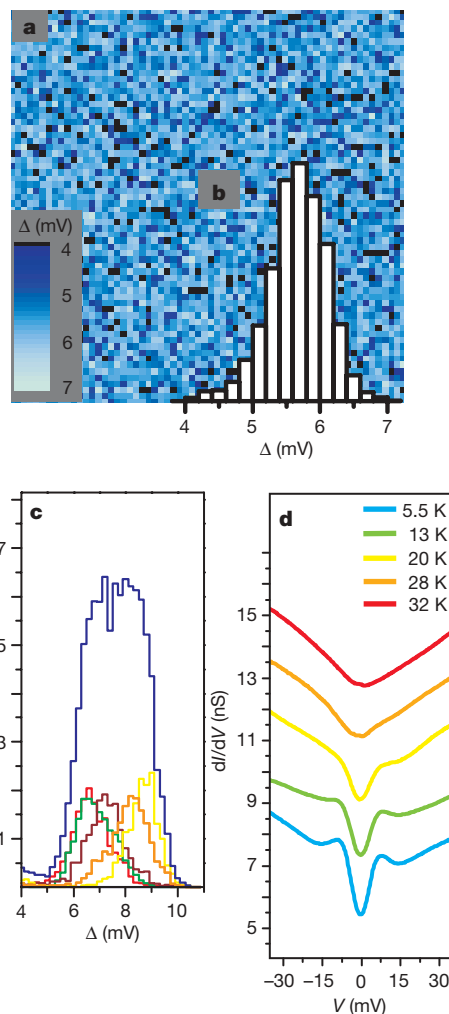 a
b
Δ (mV)
4
5
6
7
4 5 6 7
Δ (mV)
c
7
5
3
1
4 6 8 10
Δ (mV)
d
5.5 K
13 K
20 K
28 K
32 K
dI/dV (nS)
15
13
11
9
7
5
-30 -15 0 15 30
V (mV)